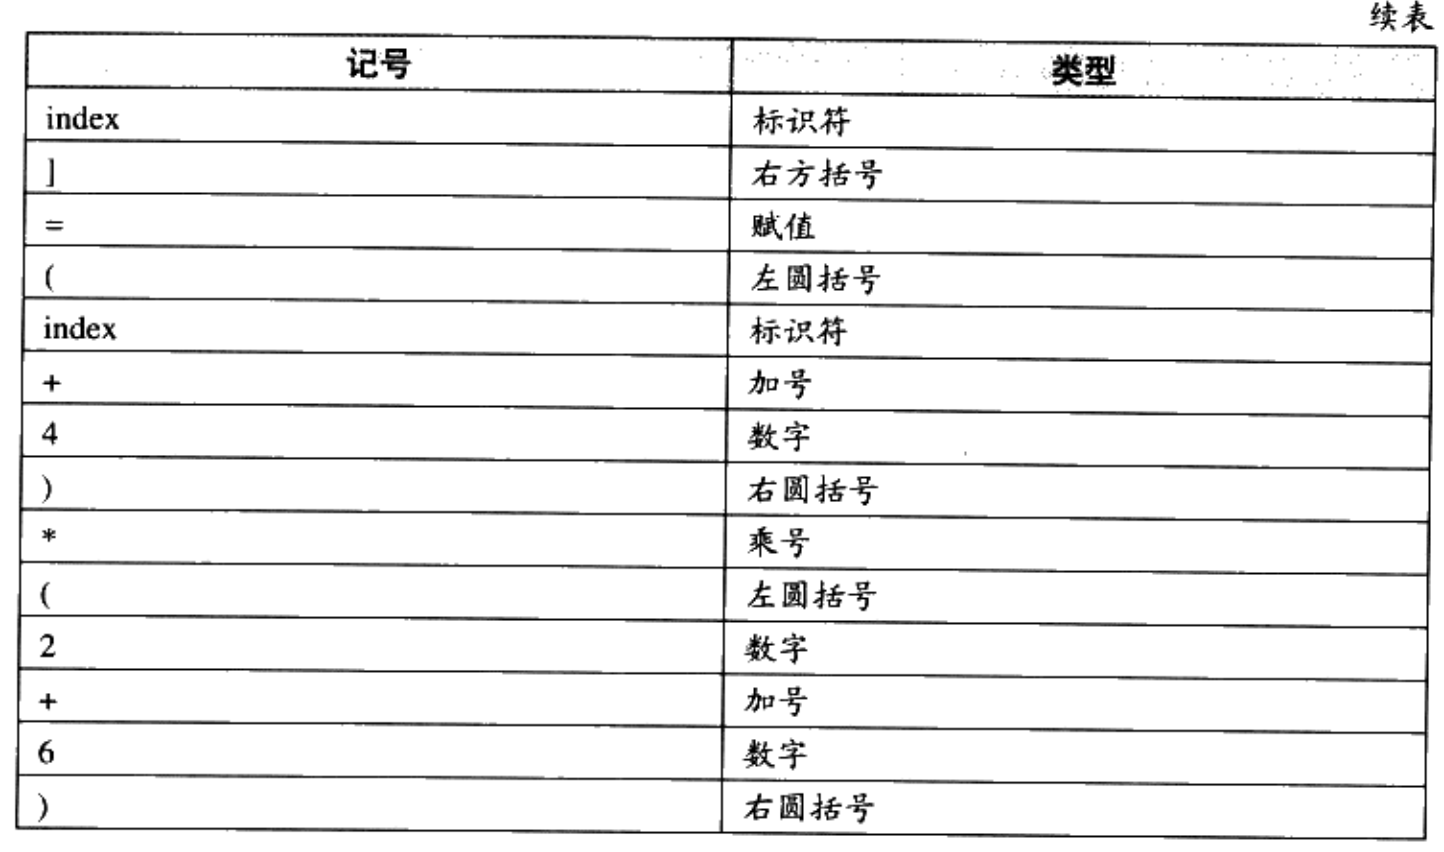 续表
记号 类型
index 标识符
] 右方括号
= 赋值
( 左圆括号
index 标识符
+ 加号
4 数字
) 右圆括号
* 乘号
( 左圆括号
2 数字
+ 加号
6 数字
) 右圆括号